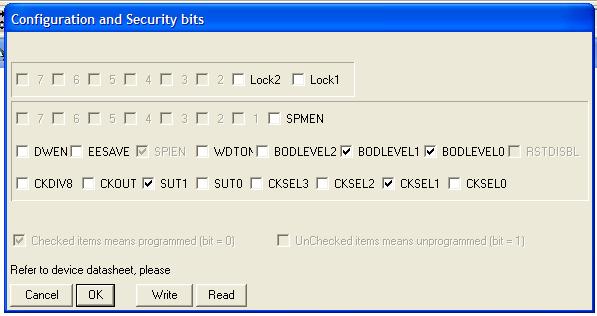 Configuration and Security bits
7 6 5 4 3 2 Lock2 Lock1
7 6 5 4 3 2 1 SPMEN
DWEN EESAVE SPIEN WDTON BODLEVEL2 BODLEVEL1 BODLEVEL0 RSTDISBL
CKDIV8 CKOUT SUT1 SUT0 CKSEL3 CKSEL2 CKSEL1 CKSEL0
Checked items means programmed (bit = 0) UnChecked items means unprogrammed (bit = 1)
Refer to device datasheet, please
Cancel OK Write Read